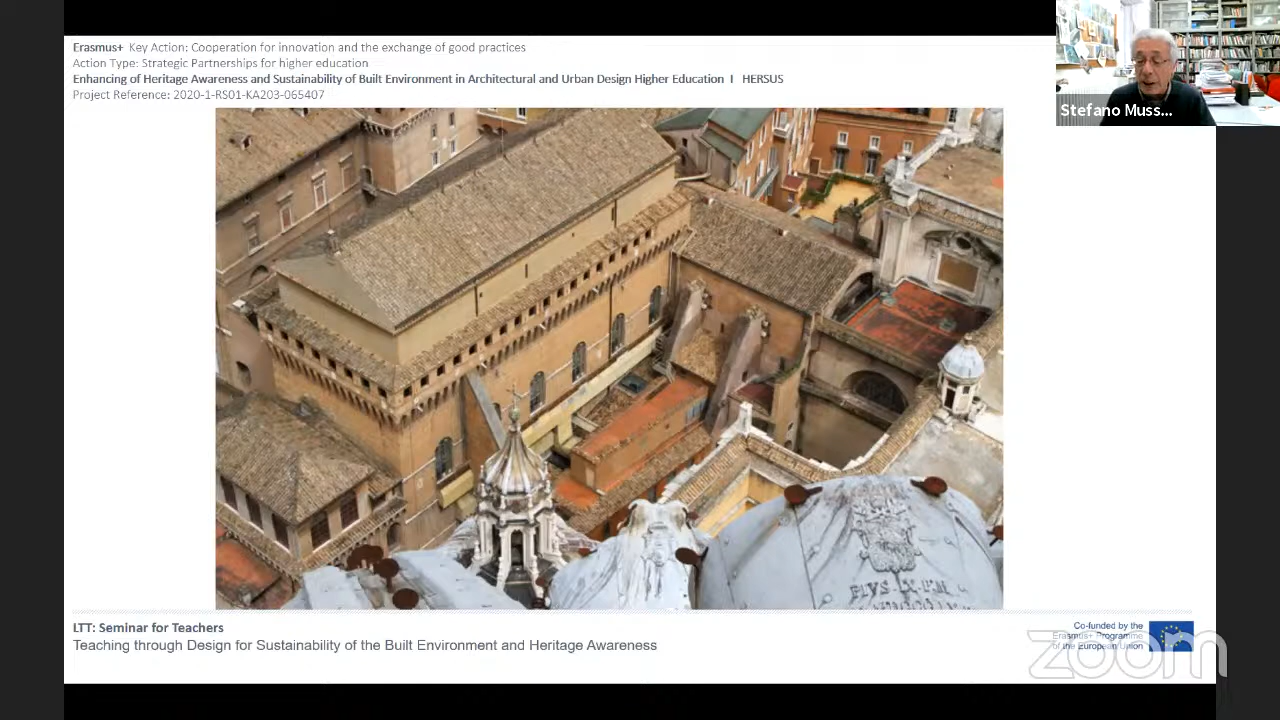 Erasmus+ Key Action: Cooperation for innovation and the exchange of good practices
Action Type: Strategic Partnerships for higher education
Enhancing of Heritage Awareness and Sustainability of Built Environment in Architectural and Urban Design Higher Education I HERSUS
Project Reference: 2020-1-RS01-KA203-065407
Stefano Muss...
LTT: Seminar for Teachers
Teaching through Design for Sustainability of the Built Environment and Heritage Awareness
Co-funded by the
Erasmus+ Programme
of the European Union
zoom